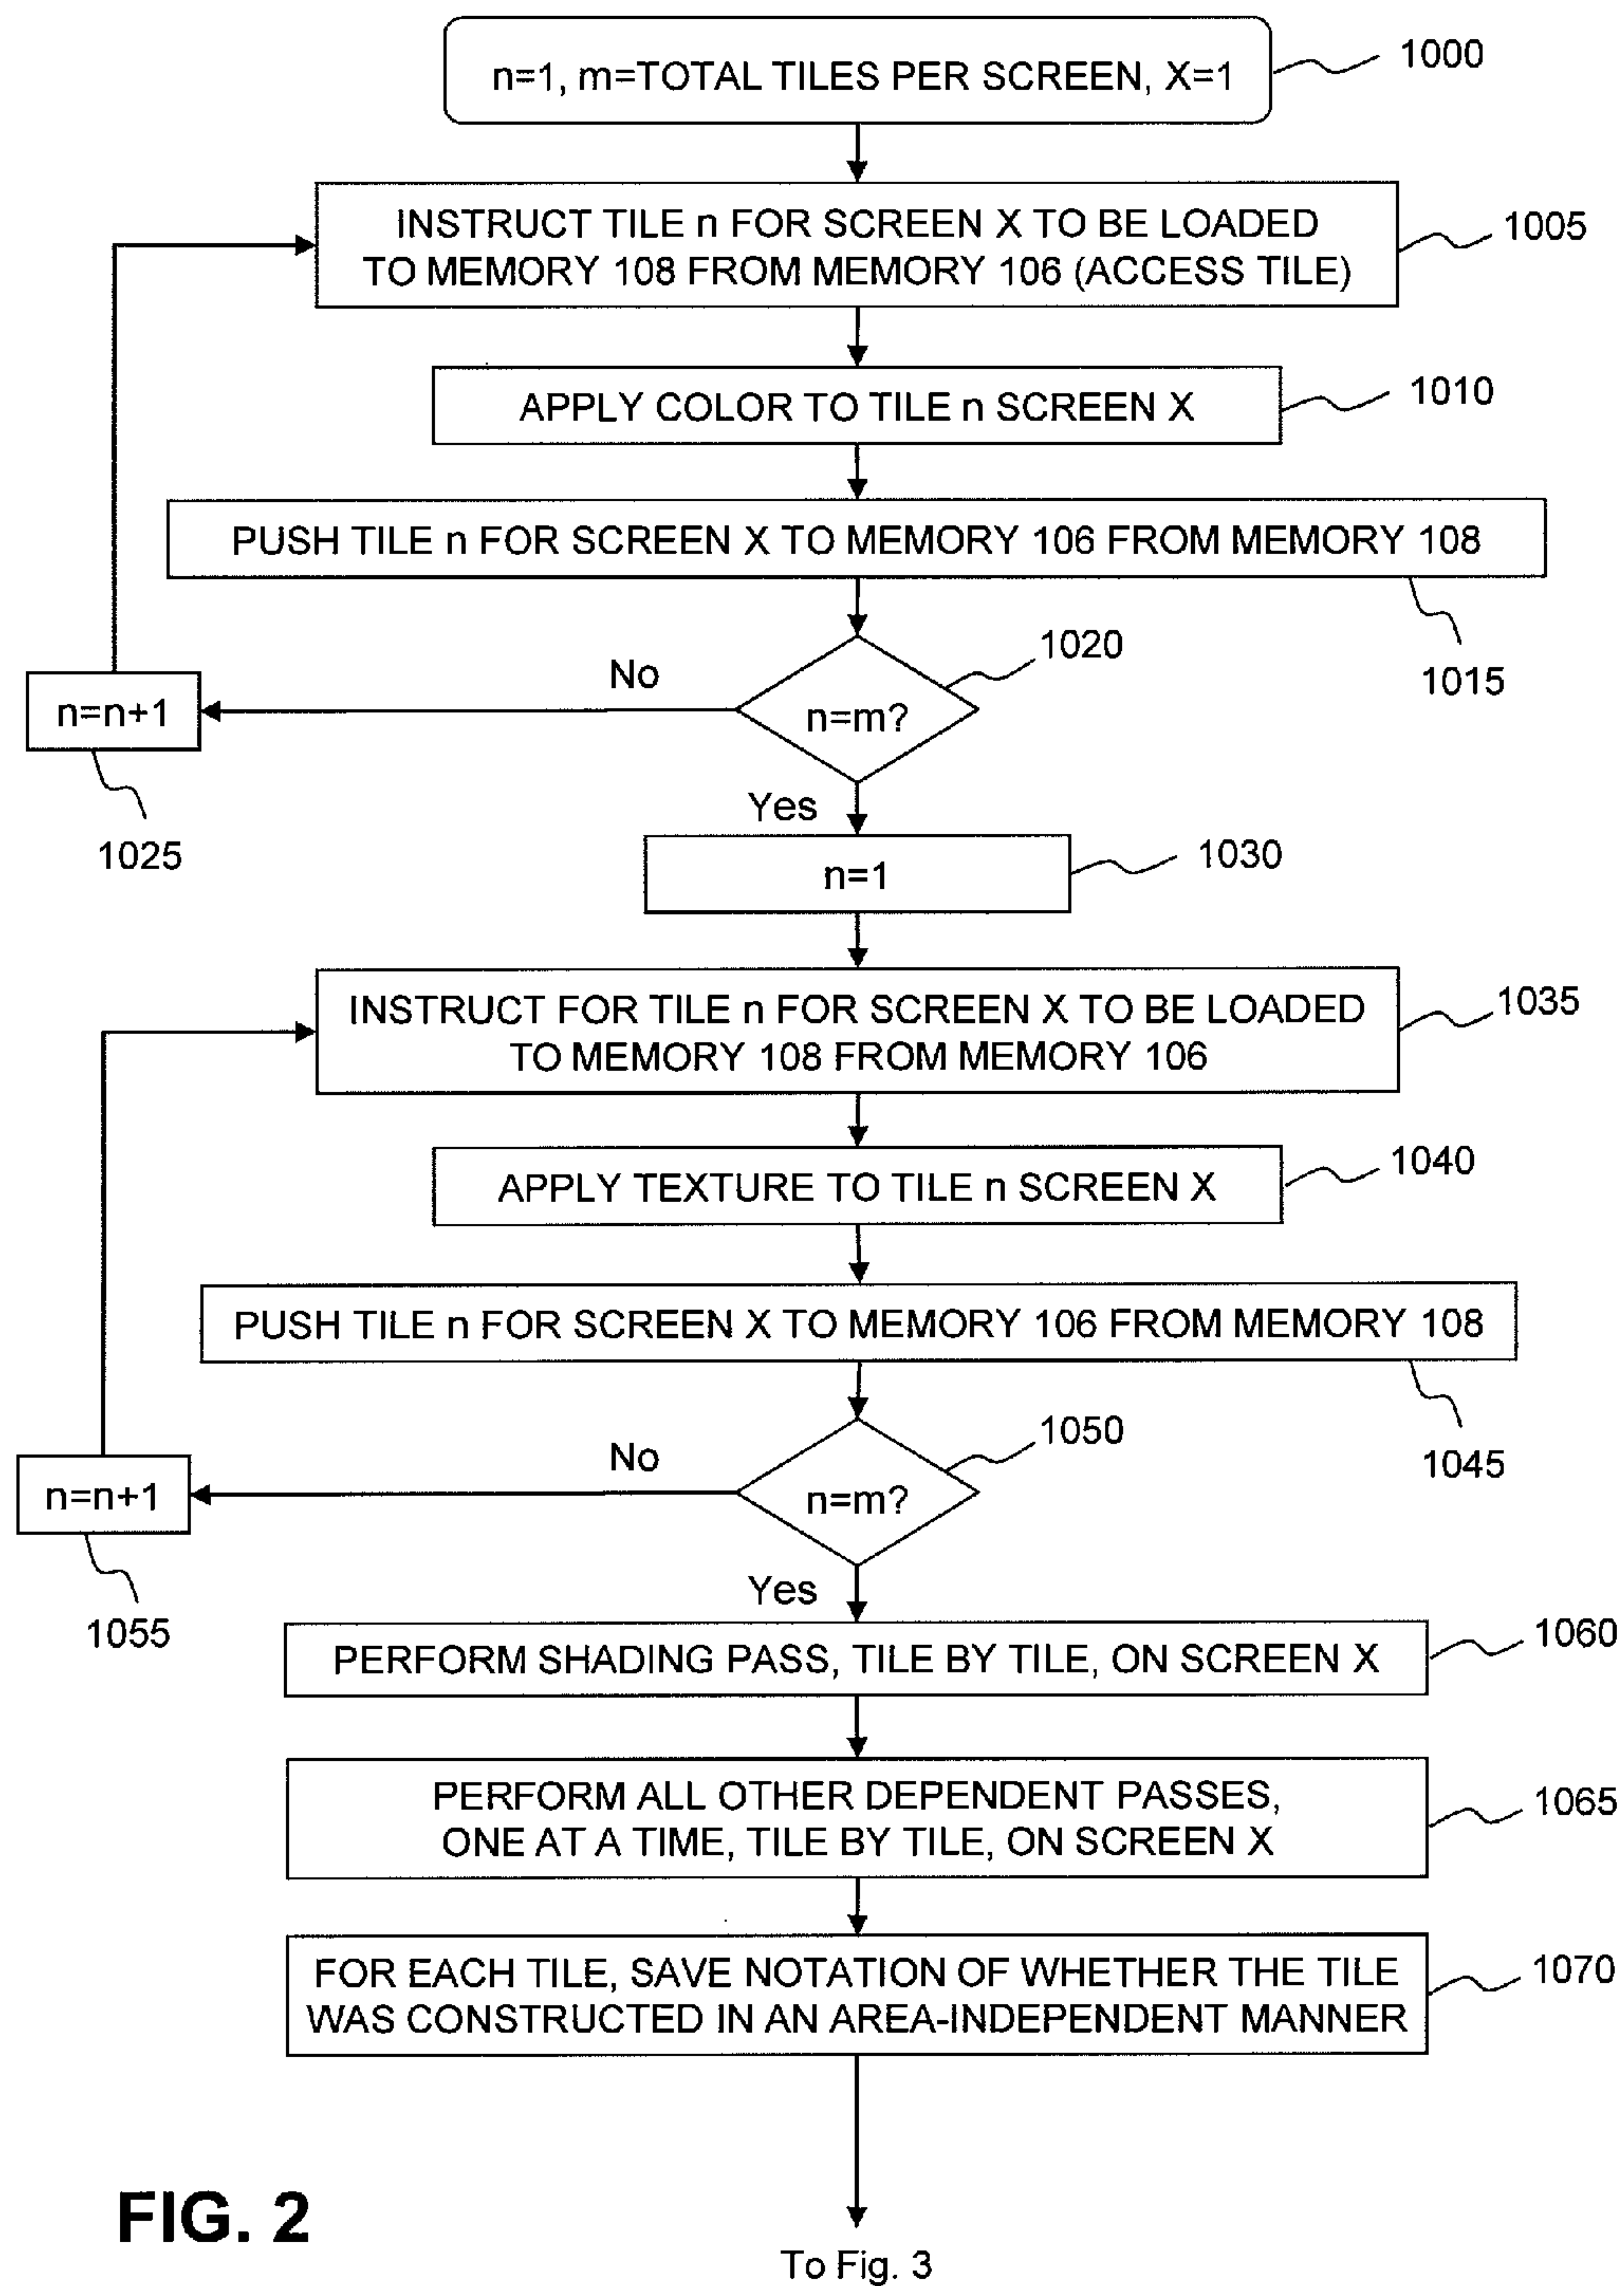 n=1, m=TOTAL TILES PER SCREEN, X=1
1000
INSTRUCT TILE n FOR SCREEN X TO BE LOADED
TO MEMORY 108 FROM MEMORY 106 (ACCESS TILE)
1005
APPLY COLOR TO TILE n SCREEN X
1010
PUSH TILE n FOR SCREEN X TO MEMORY 106 FROM MEMORY 108
1015
1020
No
n=m?
n=n+1
1025
Yes
n=1
1030
INSTRUCT FOR TILE n FOR SCREEN X TO BE LOADED
TO MEMORY 108 FROM MEMORY 106
1035
APPLY TEXTURE TO TILE n SCREEN X
1040
PUSH TILE n FOR SCREEN X TO MEMORY 106 FROM MEMORY 108
1045
1050
No
n=m?
n=n+1
1055
Yes
PERFORM SHADING PASS, TILE BY TILE, ON SCREEN X
1060
PERFORM ALL OTHER DEPENDENT PASSES,
ONE AT A TIME, TILE BY TILE, ON SCREEN X
1065
FOR EACH TILE, SAVE NOTATION OF WHETHER THE TILE
WAS CONSTRUCTED IN AN AREA-INDEPENDENT MANNER
1070
FIG. 2
To Fig. 3